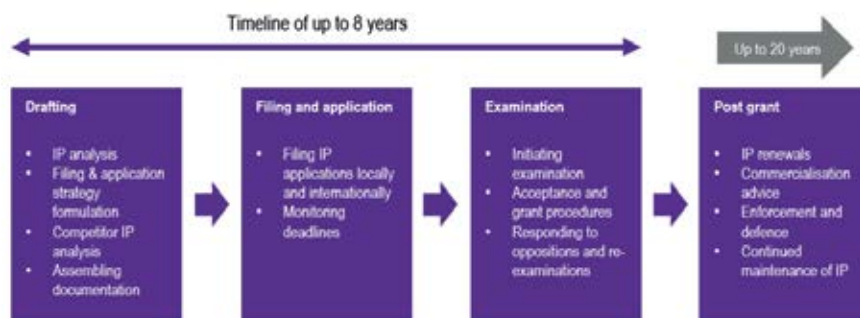 Timeline of up to 8 years
Up to 20 years
Drafting
• IP analysis
• Filing & application
strategy
formulation
• Competitor IP
analysis
• Assembling
documentation
Filing and application
• Filing IP
applications locally
and internationally
• Monitoring
deadlines
Examination
• Initiating
examination
• Acceptance and
grant procedures
• Responding to
oppositions and re-
examinations
Post grant
• IP renewals
• Commercialisation
advice
• Enforcement and
defence
• Continued
maintenance of IP